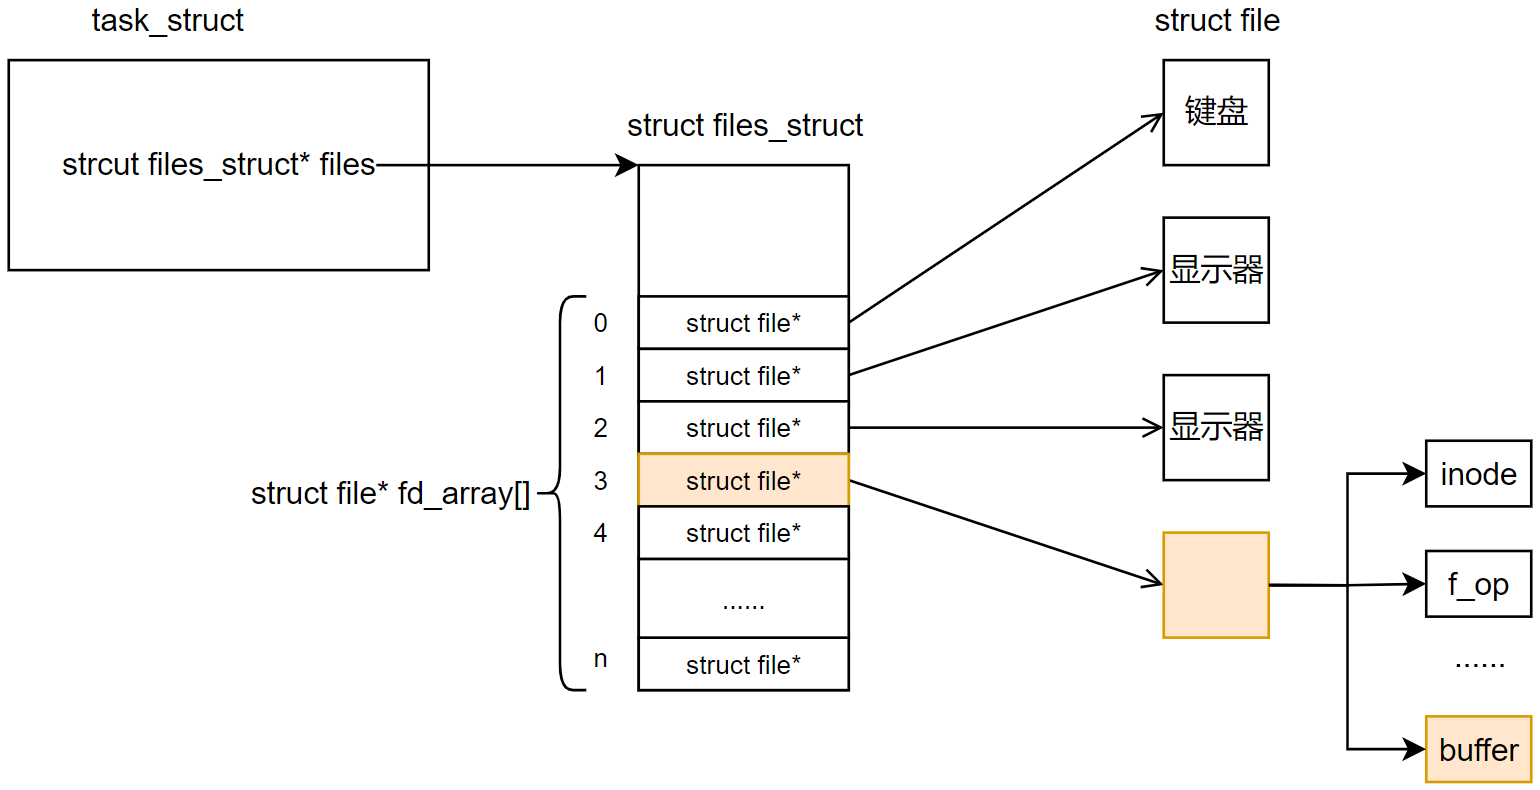 task_struct
struct file
键盘
struct files_struct
strcut files_struct* files
显示器
0
struct file*
1
struct file*
2
struct file*
显示器
3
struct file*
struct file* fd_array[]
4
struct file*
......
n
struct file*
inode
f_op
......
buffer